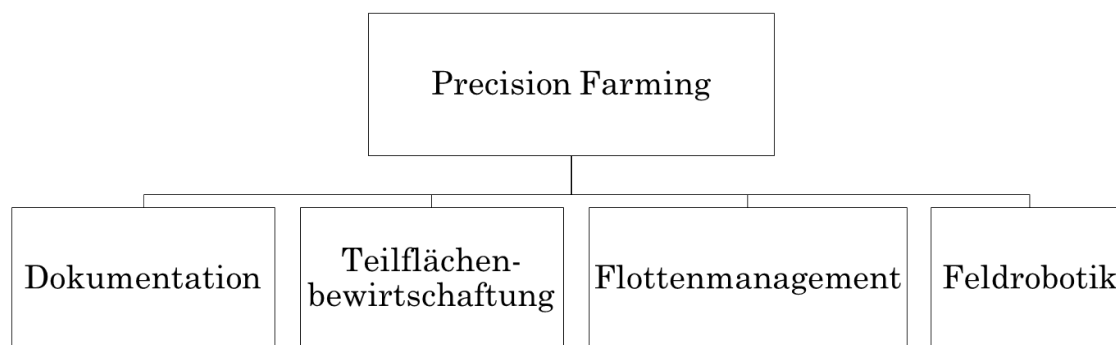 Precision Farming
Dokumentation
Teilflächen-
bewirtschaftung
Flottenmanagement
Feldrobotik